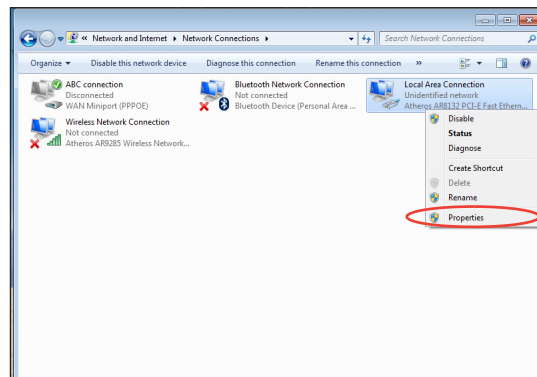 « Network and Internet ▸ Network Connections ▸
Search Network Connections
Organize ▾ Disable this network device Diagnose this connection Rename this connection »
ABC connection
Disconnected
WAN Miniport (PPPOE)
Bluetooth Network Connection
Not connected
Bluetooth Device (Personal Area ...
Local Area Connection
Unidentified network
Atheros AR8132 PCI-E Fast Ethern...
Wireless Network Connection
Not connected
Atheros AR9285 Wireless Network...
Disable
Status
Diagnose
Create Shortcut
Delete
Rename
Properties